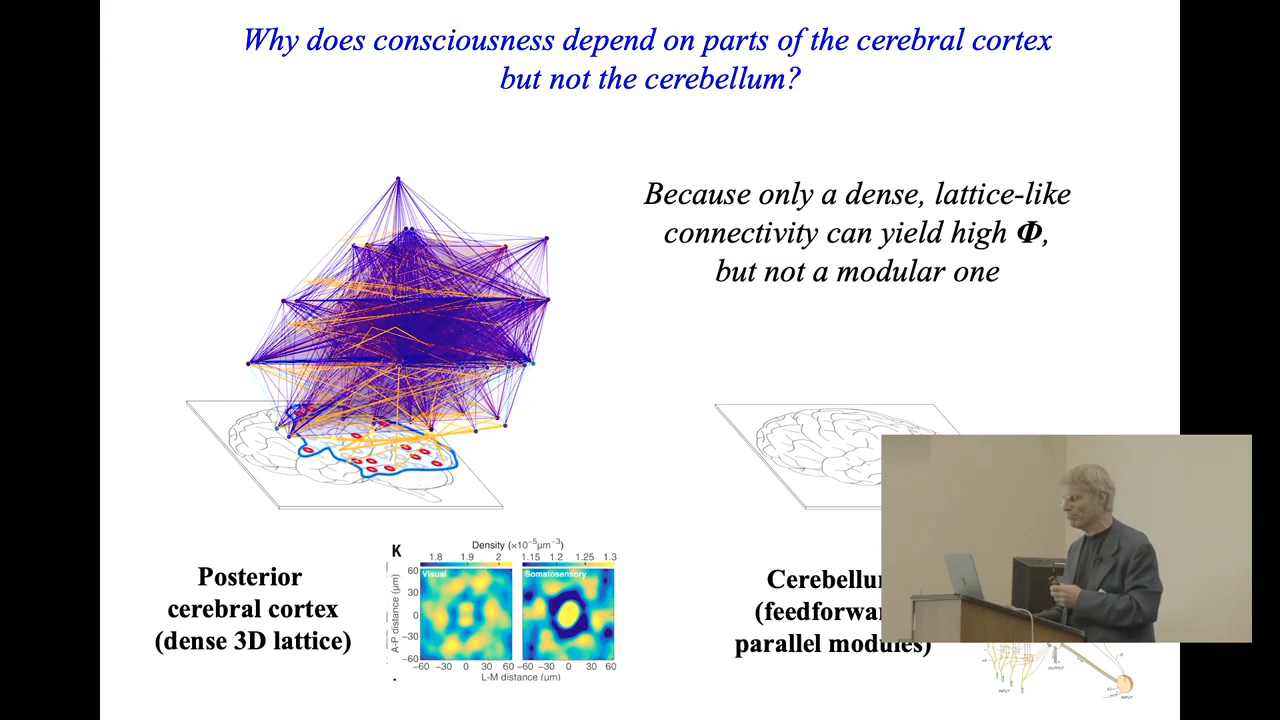 Why does consciousness depend on parts of the cerebral cortex
but not the cerebellum?
Because only a dense, lattice-like
connectivity can yield high Φ,
but not a modular one
Posterior
cerebral cortex
(dense 3D lattice)
K
Density (×10⁻⁵μm⁻³)
1.8 1.9 2 1.15 1.2 1.25 1.3
Visual Somatosensory
A-P distance (μm)
60
30
0
−30
−60
−60 −30 0 30 60 −60 −30 0 30 60
L-M distance (μm)
parallel modules)
INPUT
OUTPUT
INPUT